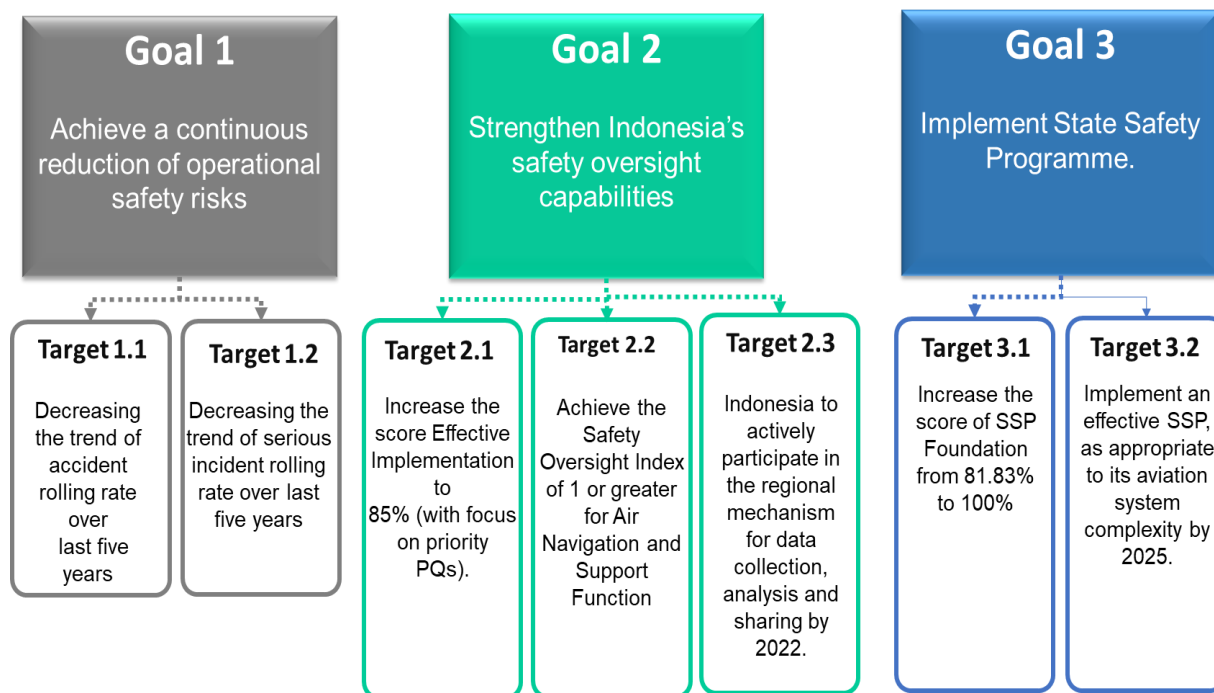 Goal 1
Achieve a continuous
reduction of operational
safety risks
Goal 2
Strengthen Indonesia's
safety oversight
capabilities
Goal 3
Implement State Safety
Programme.
Target 1.1
Decreasing
the trend of
accident
rolling rate
over
last five
years
Target 1.2
Decreasing the
trend of serious
incident rolling
rate over last
five years
Target 2.1
Increase the
score Effective
Implementation
to
85% (with focus
on priority
PQs).
Target 2.2
Achieve the
Safety
Oversight Index
of 1 or greater
for Air
Navigation and
Support
Function
Target 2.3
Indonesia to
actively
participate in
the regional
mechanism
for data
collection,
analysis and
sharing by
2022.
Target 3.1
Increase the
score of SSP
Foundation
from 81.83%
to 100%
Target 3.2
Implement an
effective SSP,
as appropriate
to its aviation
system
complexity by
2025.